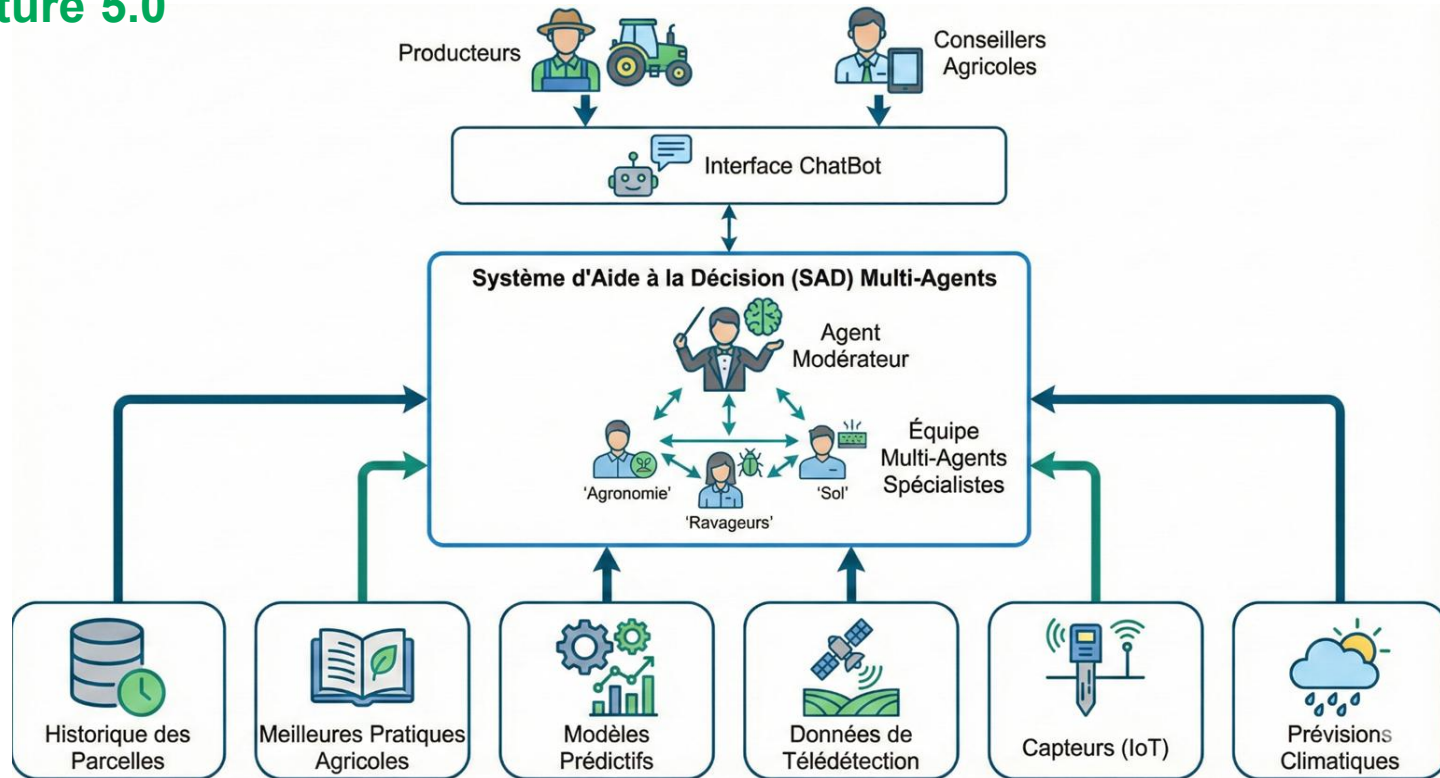 ture 5.0
Producteurs
Conseillers
Agricoles
Interface ChatBot
Système d'Aide à la Décision (SAD) Multi-Agents
Agent
Modérateur
Équipe
Multi-Agents
Spécialistes
'Agronomie'
'Sol'
'Ravageurs'
Historique des
Parcelles
Meilleures Pratiques
Agricoles
Modèles
Prédictifs
Données de
Télédétection
Capteurs (IoT)
Prévisions
Climatiques